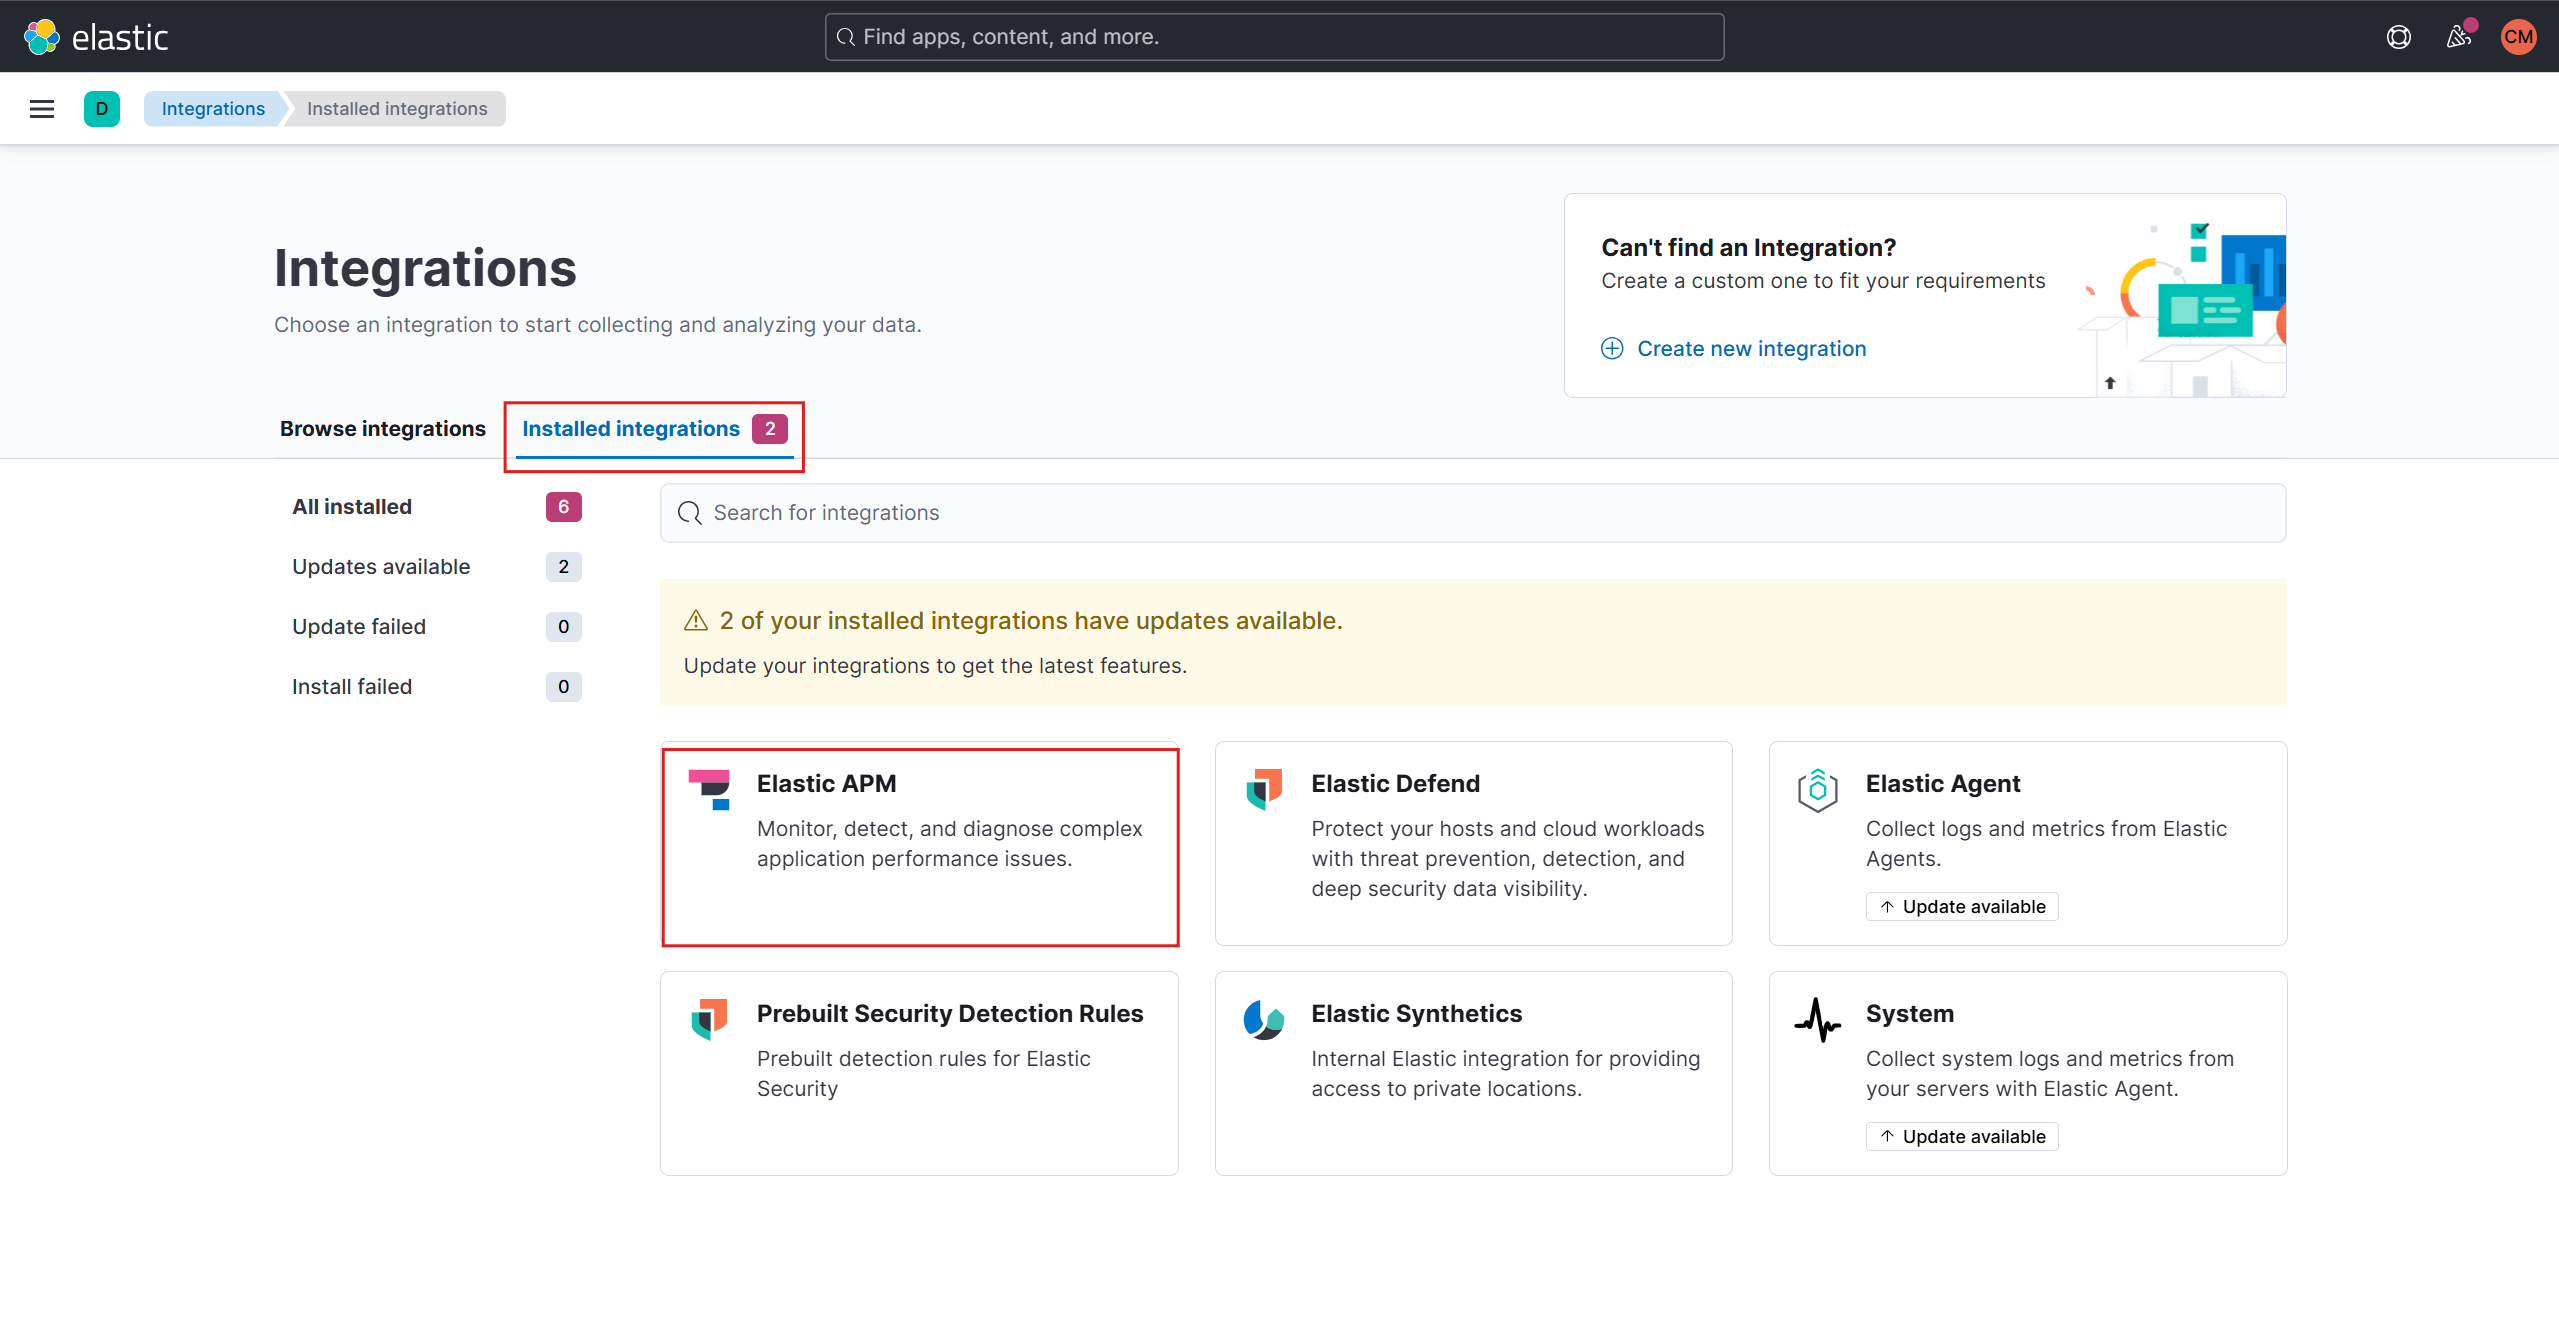 elastic
Find apps, content, and more.
CM
D
Integrations
Installed integrations
Integrations
Choose an integration to start collecting and analyzing your data.
Can't find an Integration?
Create a custom one to fit your requirements
Create new integration
Browse integrations
Installed integrations 2
All installed 6
Updates available 2
Update failed 0
Install failed 0
Search for integrations
2 of your installed integrations have updates available.
Update your integrations to get the latest features.
Elastic APM
Monitor, detect, and diagnose complex
application performance issues.
Elastic Defend
Protect your hosts and cloud workloads
with threat prevention, detection, and
deep security data visibility.
Elastic Agent
Collect logs and metrics from Elastic
Agents.
Update available
Prebuilt Security Detection Rules
Prebuilt detection rules for Elastic
Security
Elastic Synthetics
Internal Elastic integration for providing
access to private locations.
System
Collect system logs and metrics from
your servers with Elastic Agent.
Update available